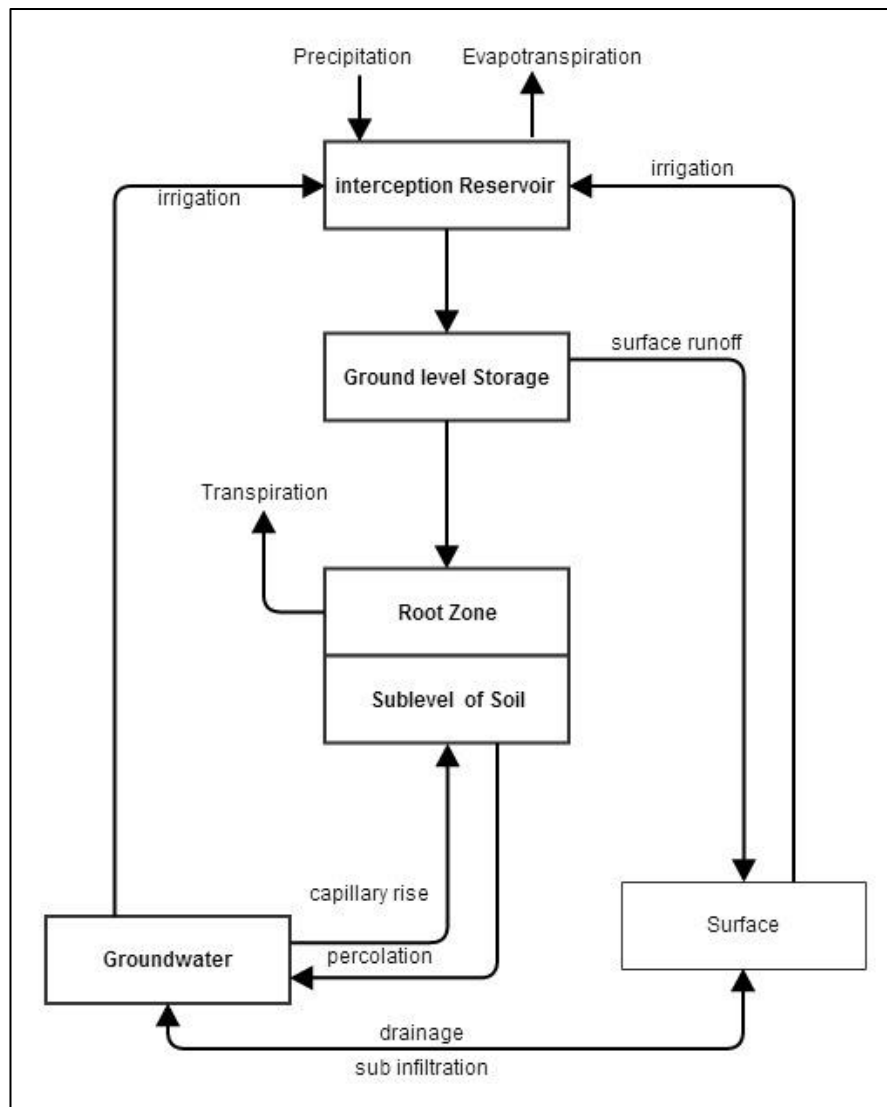 Precipitation
Evapotranspiration
interception Reservoir
irrigation
irrigation
surface runoff
Ground level Storage
Transpiration
Root Zone
Sublevel of Soil
capillary rise
Surface
percolation
Groundwater
drainage
sub infiltration